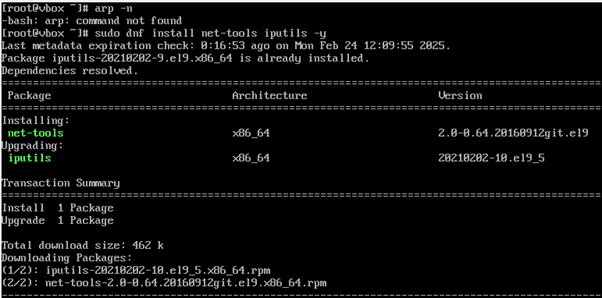 [root@vbox ~]# arp -n
-bash: arp: command not found
[root@vbox ~]# sudo dnf install net-tools iputils -y
Last metadata expiration check: 0:16:53 ago on Mon Feb 24 12:09:55 2025.
Package iputils-20210202-9.el9.x86_64 is already installed.
Dependencies resolved.
================================================================================
Package Architecture Version
================================================================================
Installing:
net-tools x86_64 2.0-0.64.20160912git.el9
Upgrading:
iputils x86_64 20210202-10.el9_5
Transaction Summary
================================================================================
Install 1 Package
Upgrade 1 Package
Total download size: 462 k
Downloading Packages:
(1/2): iputils-20210202-10.el9_5.x86_64.rpm
(2/2): net-tools-2.0-0.64.20160912git.el9.x86_64.rpm
--------------------------------------------------------------------------------